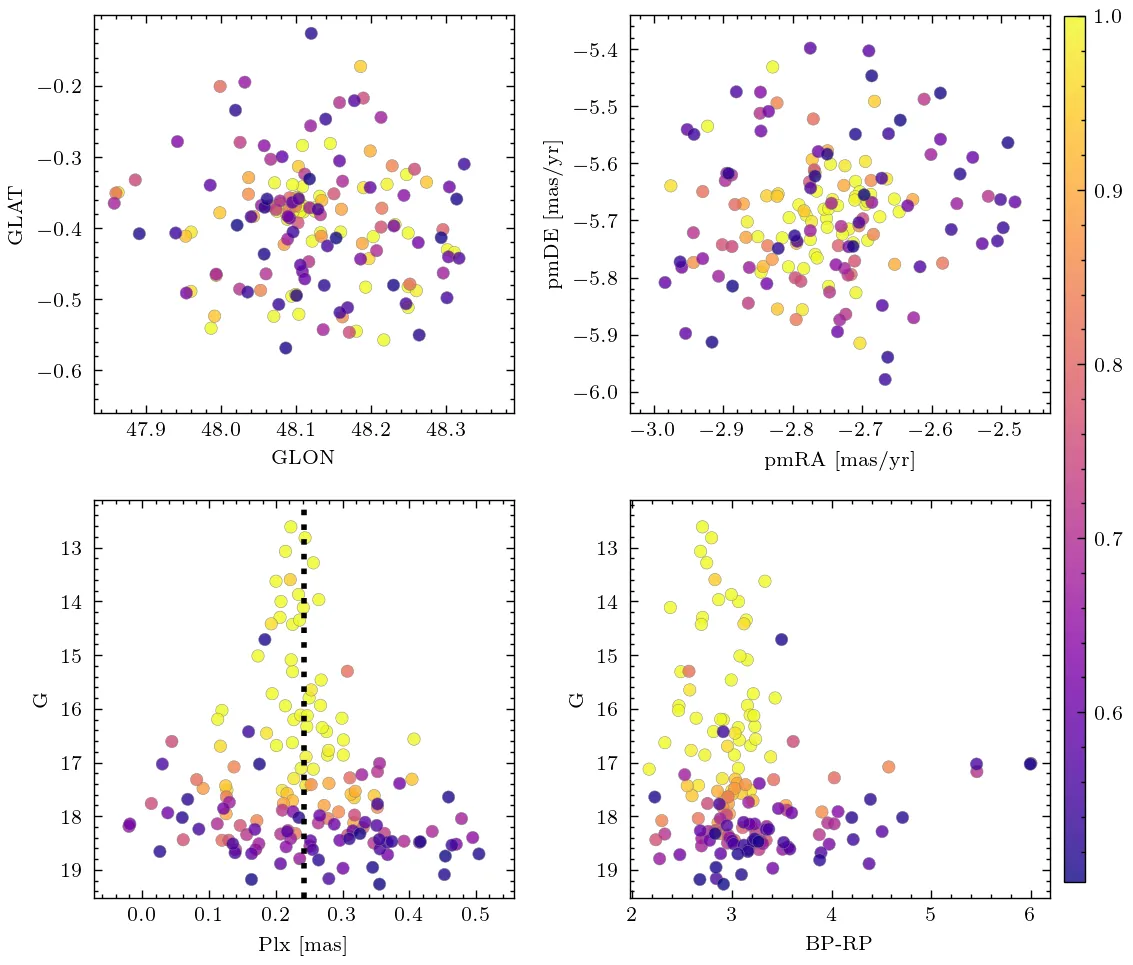 −0.2
−0.3
−0.4
−0.5
−0.6
GLAT
47.9 48.0 48.1 48.2 48.3
GLON
−5.4
−5.5
−5.6
−5.7
−5.8
−5.9
−6.0
pmDE [mas/yr]
−3.0 −2.9 −2.8 −2.7 −2.6 −2.5
pmRA [mas/yr]
1.0
0.9
0.8
0.7
0.6
13
14
15
16
17
18
19
G
0.0 0.1 0.2 0.3 0.4 0.5
Plx [mas]
13
14
15
16
17
18
19
G
2 3 4 5 6
BP-RP